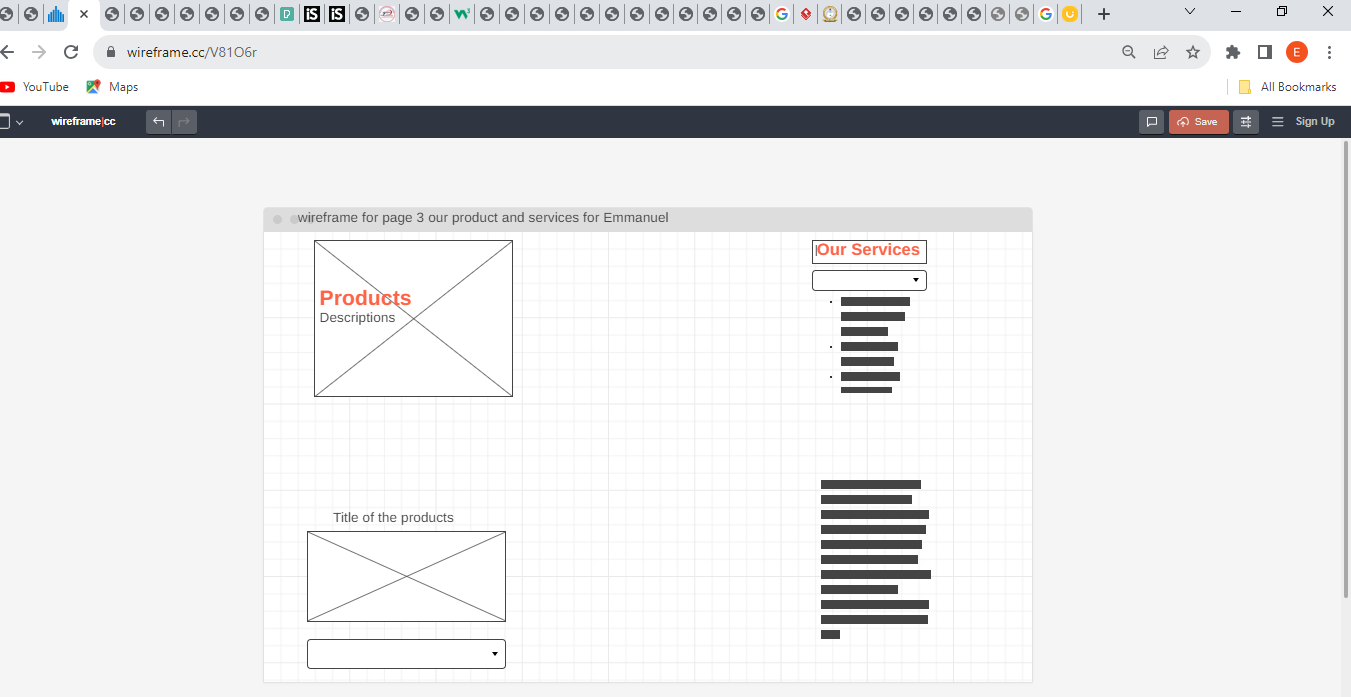 wireframe.cc/V81O6r
E
YouTube
Maps
All Bookmarks
wireframe|cc
Save
Sign Up
wireframe for page 3 our product and services for Emmanuel
Products
Descriptions
Our Services
Title of the products